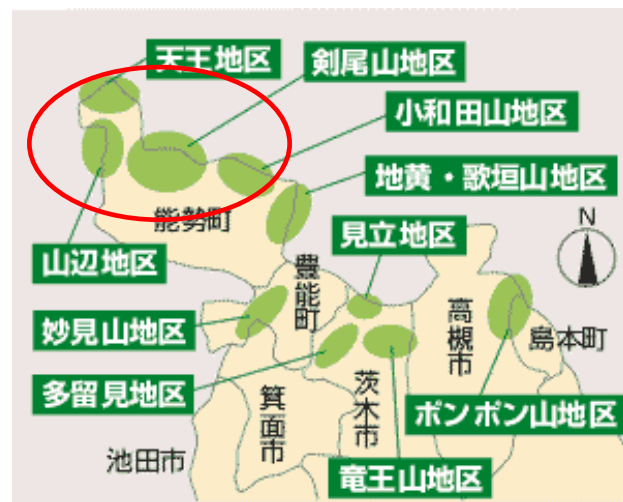 天王地区
剣尾山地区
小和田山地区
地黄・歌垣山地区
能勢町
N
山辺地区
見立地区
豊能町
妙見山地区
高槻市
島本町
多留見地区
茨木市
箕面市
ポンポン山地区
池田市
竜王山地区